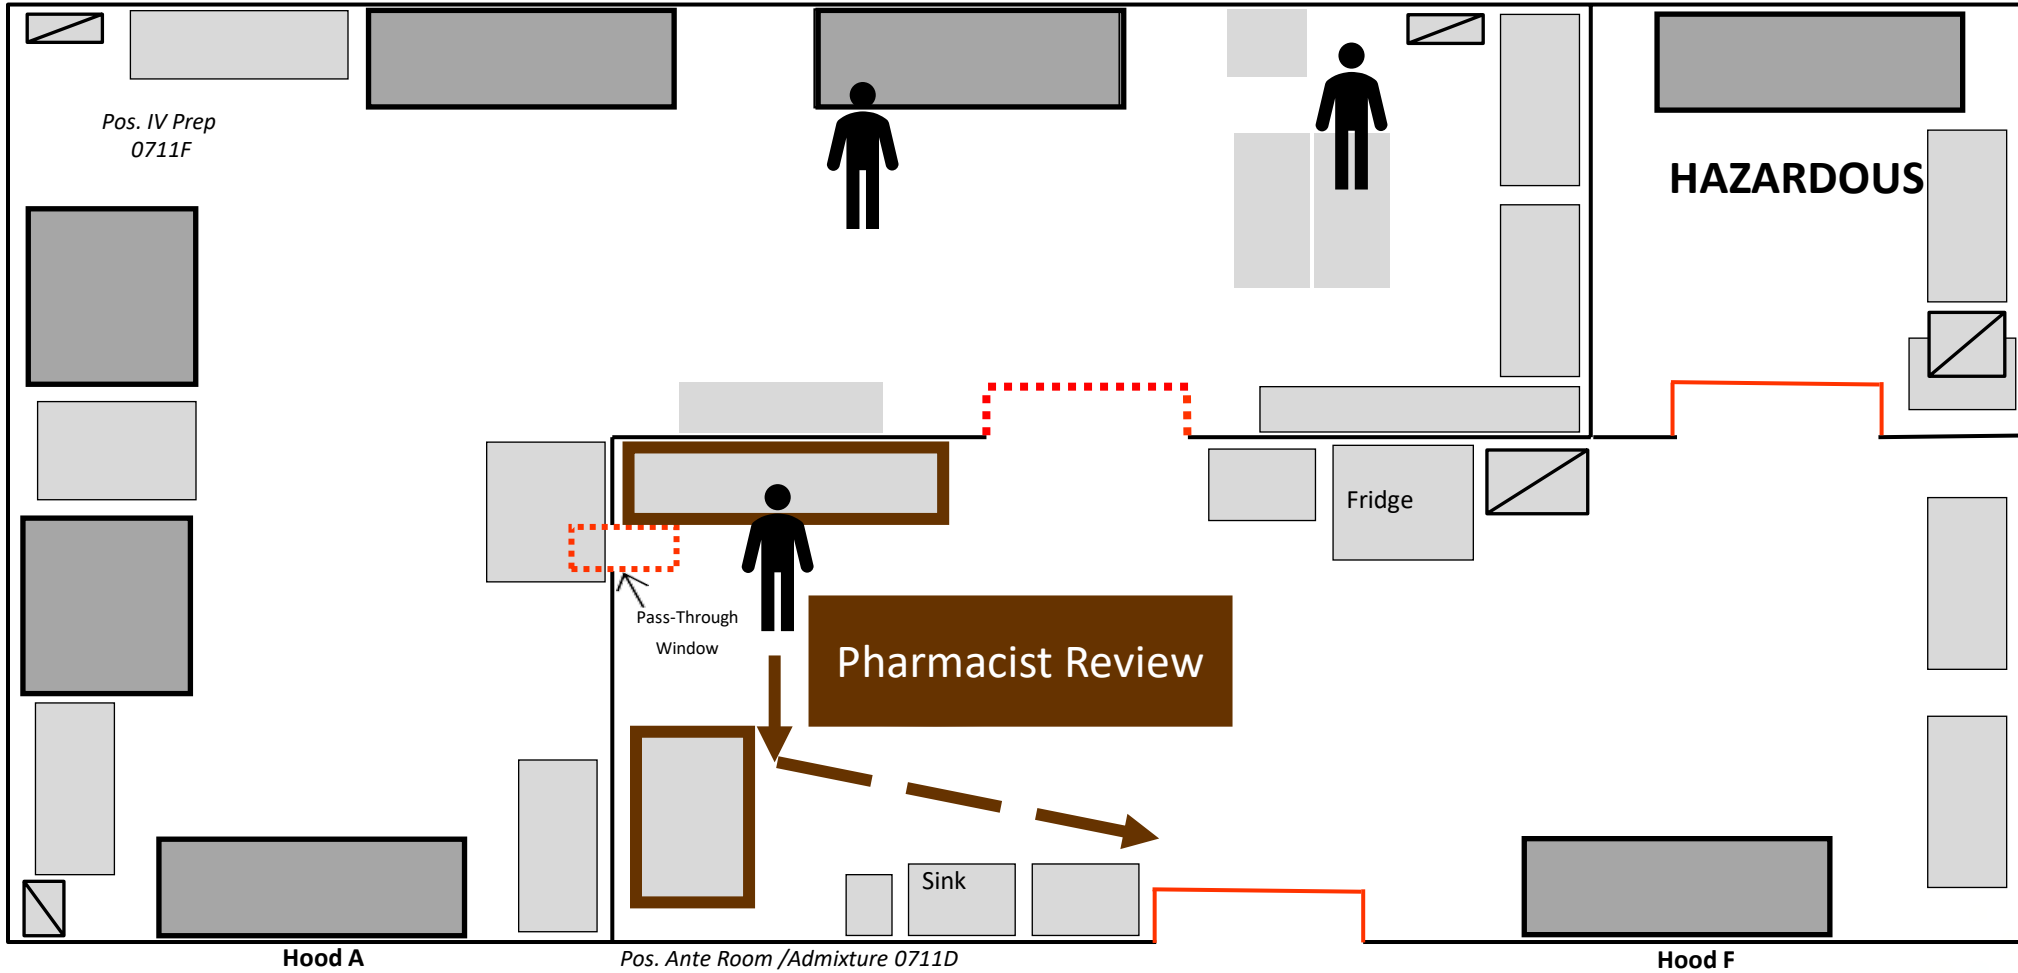 Pos. IV Prep
0711F
HAZARDOUS
Fridge
Pass-Through
Window
Pharmacist Review
Sink
Hood A
Pos. Ante Room /Admixture 0711D
Hood F